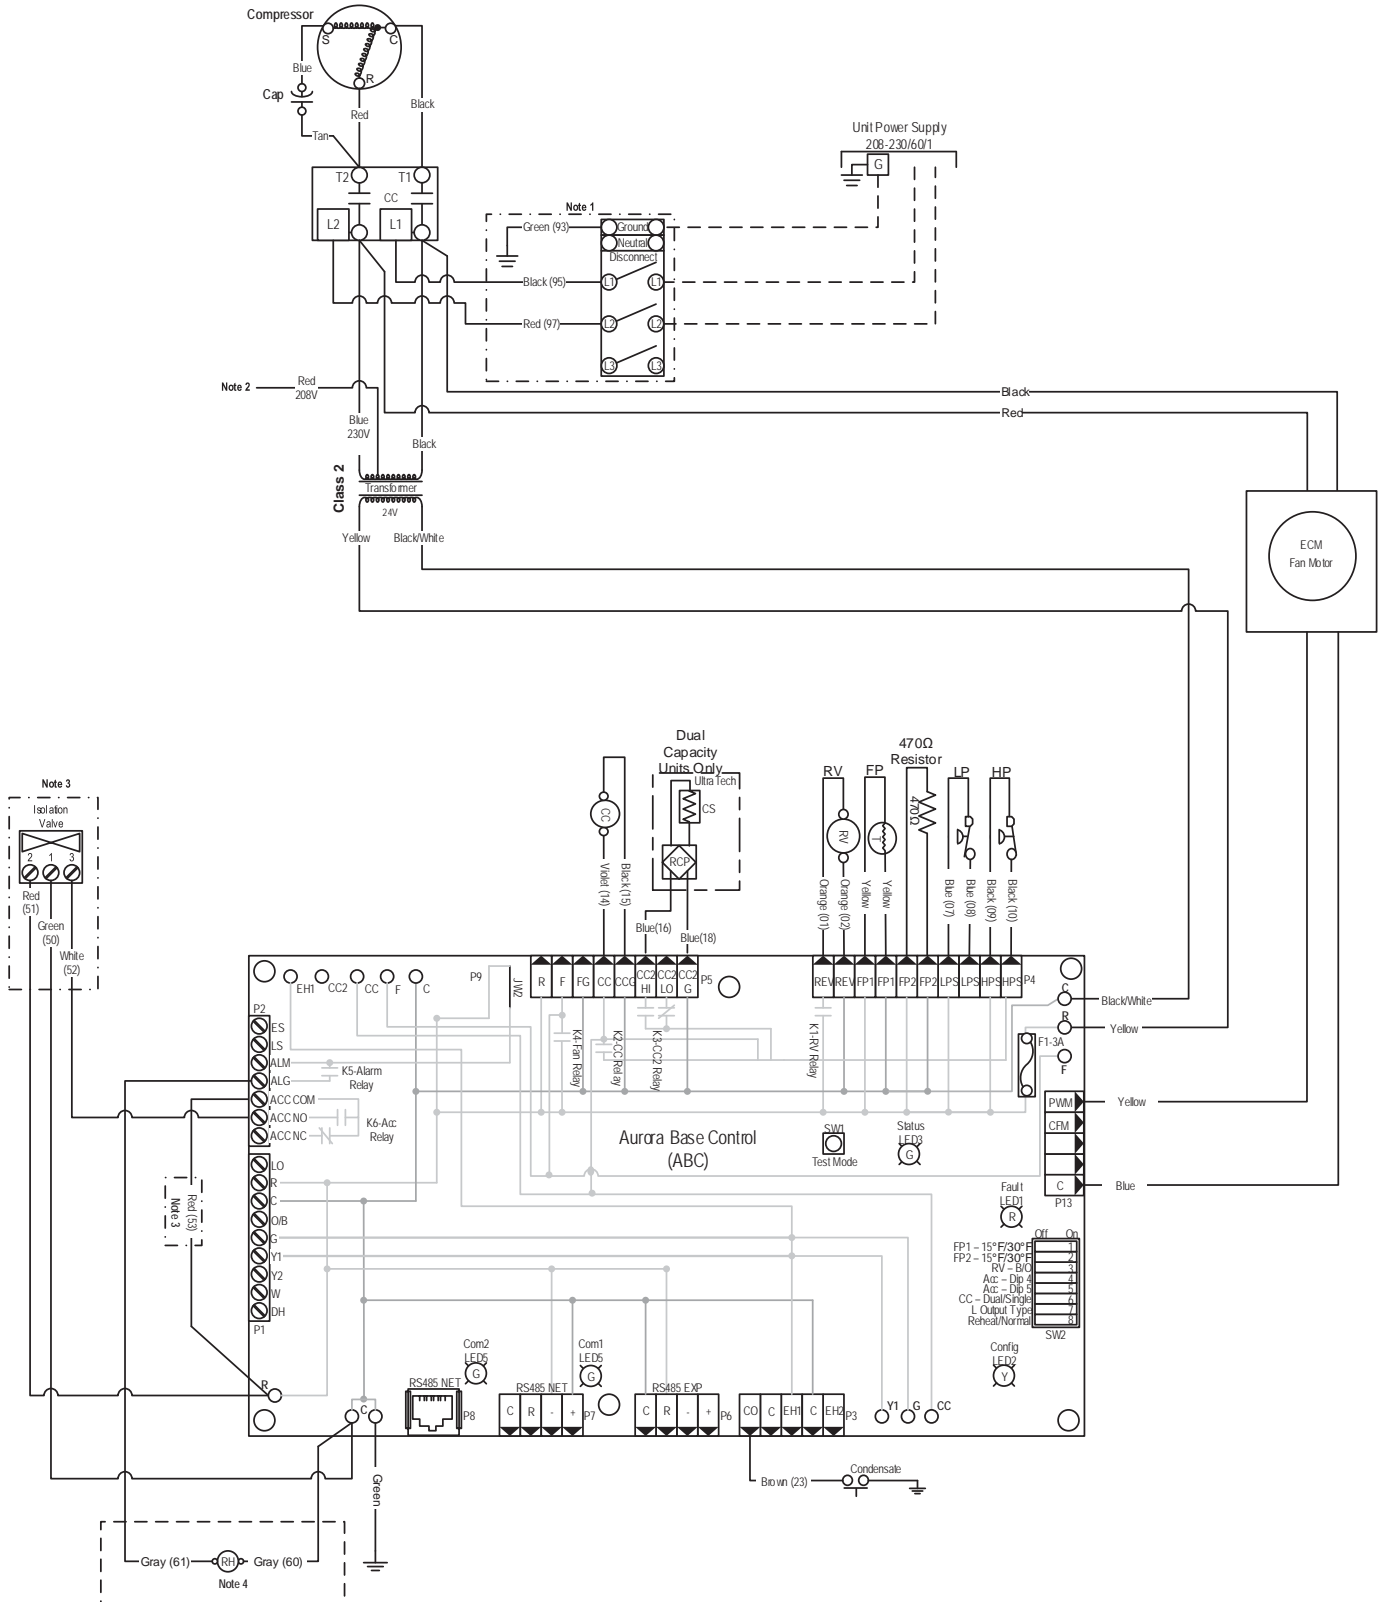 Compressor
S
C
R
Blue
Cap
Red
Black
Tan
T2
T1
CC
L2
L1
Unit Power Supply
208-230/60/1
G
Note 1
Green (93)
Ground
Neutral
Disconnect
Black (95)
L1
L1
Red (97)
L2
L2
L3
L3
Note 2
Red
208V
Black
Red
Blue
230V
Black
Class 2
Transformer
24V
Yellow
Black/White
ECM
Fan Motor
Dual
Capacity
Units Only
UltraTech
CS
RCP
CC
Violet (14)
Black (15)
Blue(16)
Blue(18)
RV
FP
470Ω
Resistor
LP
HP
RV
T
470Ω
Orange (01)
Orange (02)
Yellow
Yellow
Blue (07)
Blue (08)
Black (09)
Black (10)
Note 3
Isolation
Valve
2
1
3
Red
(51)
Green
(50)
White
(52)
EH1
CC2
CC
F
C
P9
JW2
R
F
FG
CC
CCG
CC2
HI
CC2
LO
CC2
G
P5
REV
REV
FP1
FP1
FP2
FP2
LPS
LPS
HPS
HPS
P4
C
Black/White
R
Yellow
F1-3A
F
P2
ES
LS
ALM
ALG
ACC COM
ACC NO
ACC NC
K5-Alarm
Relay
K6-Acc
Relay
K4-Fan Relay
K2-CC Relay
K3-CC2 Relay
K1-RV Relay
PWM
Yellow
CFM
C
Blue
P13
Aurora Base Control
(ABC)
SW1
Test Mode
Status
LED3
G
Fault
LED1
R
LO
R
C
O/B
G
Y1
Y2
W
DH
P1
Red (53)
Note 3
Off
On
FP1 – 15°F/30°F
1
FP2 – 15°F/30°F
2
RV – B/O
3
Acc – Dip 4
4
Acc – Dip 5
5
CC – Dual/Single
6
L Output Type
7
Reheat/Normal
8
SW2
Config
LED2
Y
R
C
Com2
LED5
G
Com1
LED5
G
RS485 NET
P8
RS485 NET
C
R
-
+
P7
RS485 EXP
C
R
-
+
P6
CO
C
EH1
C
EH2
P3
Y1
G
CC
Green
Brown (23)
Condensate
Gray (61)
RH
Gray (60)
Note 4